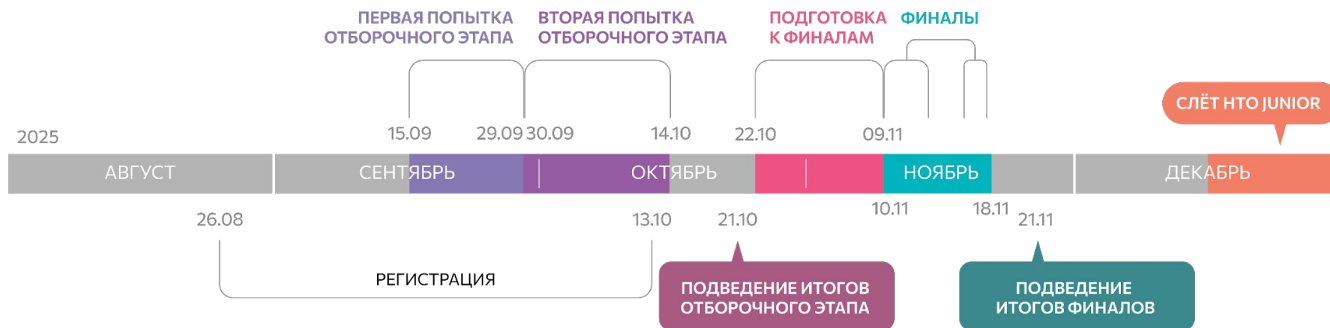 ПЕРВАЯ ПОПЫТКА
ОТБОРОЧНОГО ЭТАПА
ВТОРАЯ ПОПЫТКА
ОТБОРОЧНОГО ЭТАПА
ПОДГОТОВКА
К ФИНАЛАМ
ФИНАЛЫ
СЛЁТ НТО JUNIOR
2025
15.09
29.09
30.09
14.10
22.10
09.11
АВГУСТ
СЕНТЯБРЬ
ОКТЯБРЬ
НОЯБРЬ
ДЕКАБРЬ
26.08
13.10
21.10
10.11
18.11
21.11
РЕГИСТРАЦИЯ
ПОДВЕДЕНИЕ ИТОГОВ
ОТБОРОЧНОГО ЭТАПА
ПОДВЕДЕНИЕ
ИТОГОВ ФИНАЛОВ